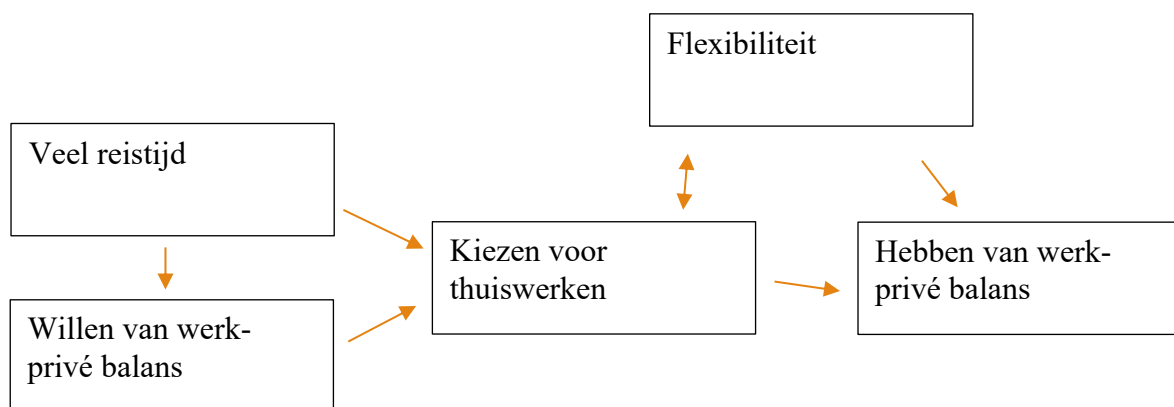 Flexibiliteit
Veel reistijd
Kiezen voor
thuiswerken
Hebben van werk-
privé balans
Willen van werk-
privé balans